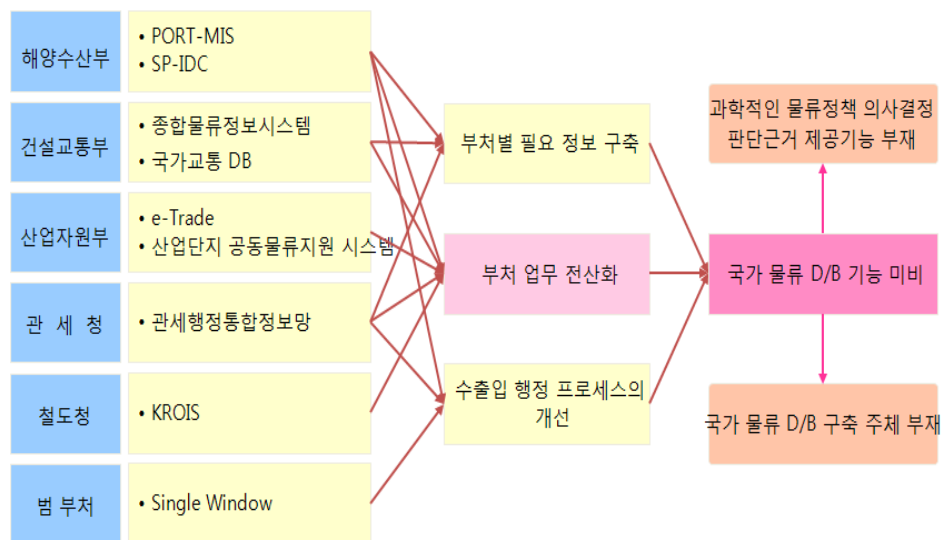 해양수산부
• PORT-MIS
• SP-IDC
건설교통부
• 종합물류정보시스템
• 국가교통 DB
산업자원부
• e-Trade
• 산업단지 공동물류지원 시스템
관 세 청
• 관세행정통합정보망
철도청
• KROIS
범 부처
• Single Window
부처별 필요 정보 구축
부처 업무 전산화
수출입 행정 프로세스의
개선
과학적인 물류정책 의사결정
판단근거 제공기능 부재
국가 물류 D/B 기능 미비
국가 물류 D/B 구축 주체 부재